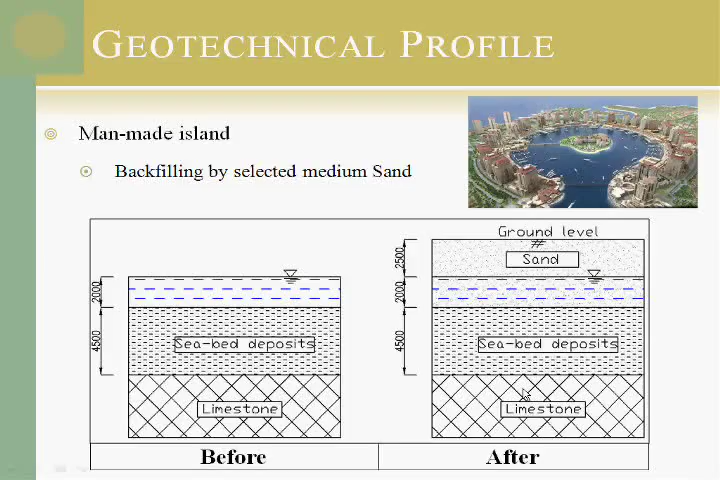 GEOTECHNICAL PROFILE
Man-made island
Backfilling by selected medium Sand
Ground level
2500
Sand
2000
2000
4500
Sea-bed deposits
4500
Sea-bed deposits
Limestone
Limestone
Before
After